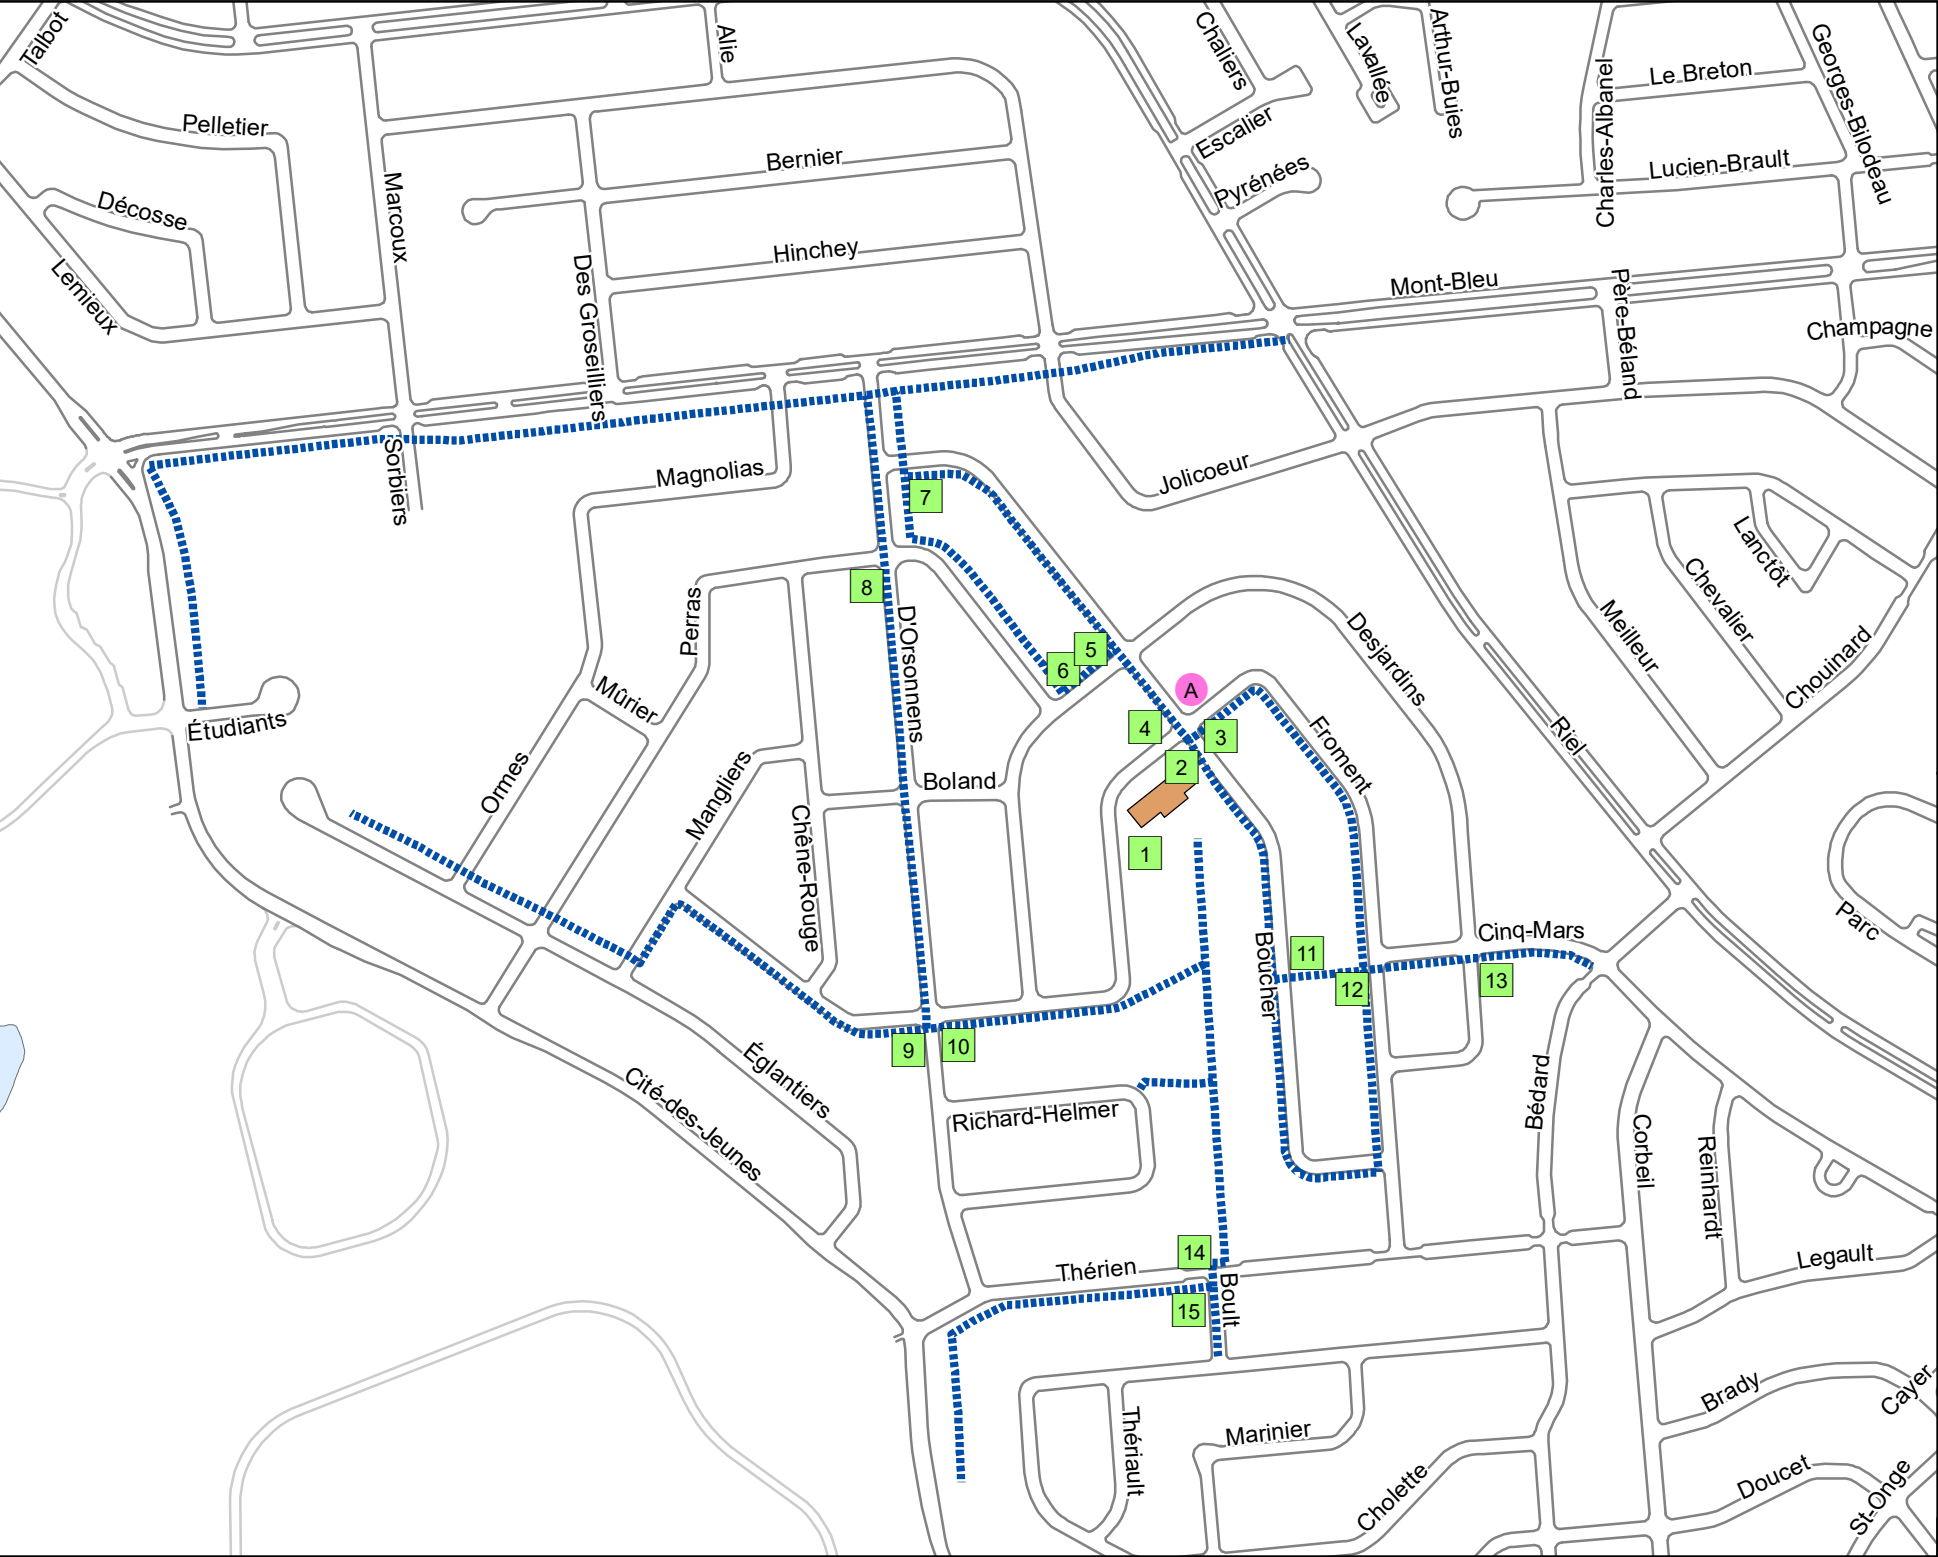 Talbot
Alie
Chaliers
Lavallée
Arthur-Buies
Georges-Bilodeau
Charles-Albanel
Le Breton
Pelletier
Escalier
Bernier
Lucien-Brault
Pyrénées
Décosse
Marcoux
Hinchey
Lemieux
Des Groseilliers
Mont-Bleu
Père-Béland
Champagne
Sorbiers
Magnolias
Jolicoeur
7
Lanctôt
8
Chevalier
Perras
D'Orsonnens
Meilleur
Desjardins
Chouinard
5
6
A
Mûrier
Étudiants
4
3
Froment
Riel
2
Ormes
Mangliers
Boland
Chêne-Rouge
1
Parc
Cinq-Mars
Boucher
11
12
13
9
10
Églantiers
Cité-des-Jeunes
Richard-Helmer
Bédard
Corbeil
Reinhardt
14
Thérien
Legault
Boult
15
Brady
Cayer
Thériault
Marinier
Cholette
Doucet
St-Onge